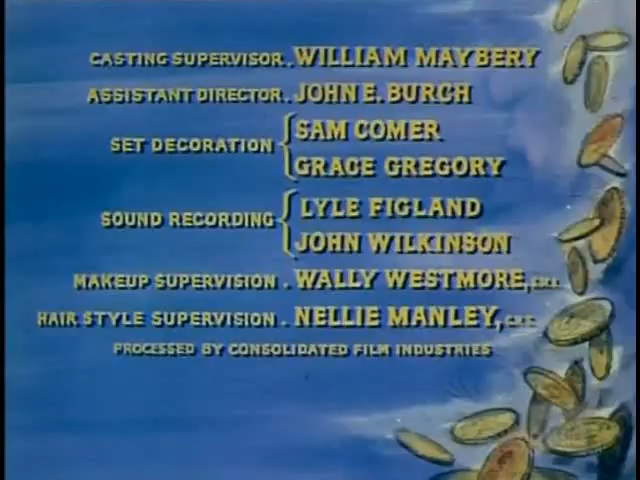 CASTING SUPERVISOR. WILLIAM MAYBERY
ASSISTANT DIRECTOR. JOHN E. BURCH
SET DECORATION { SAM COMER
GRACE GREGORY
SOUND RECORDING { LYLE FIGLAND
JOHN WILKINSON
MAKEUP SUPERVISION . WALLY WESTMORE,
HAIR STYLE SUPERVISION . NELLIE MANLEY,
PROCESSED BY CONSOLIDATED FILM INDUSTRIES